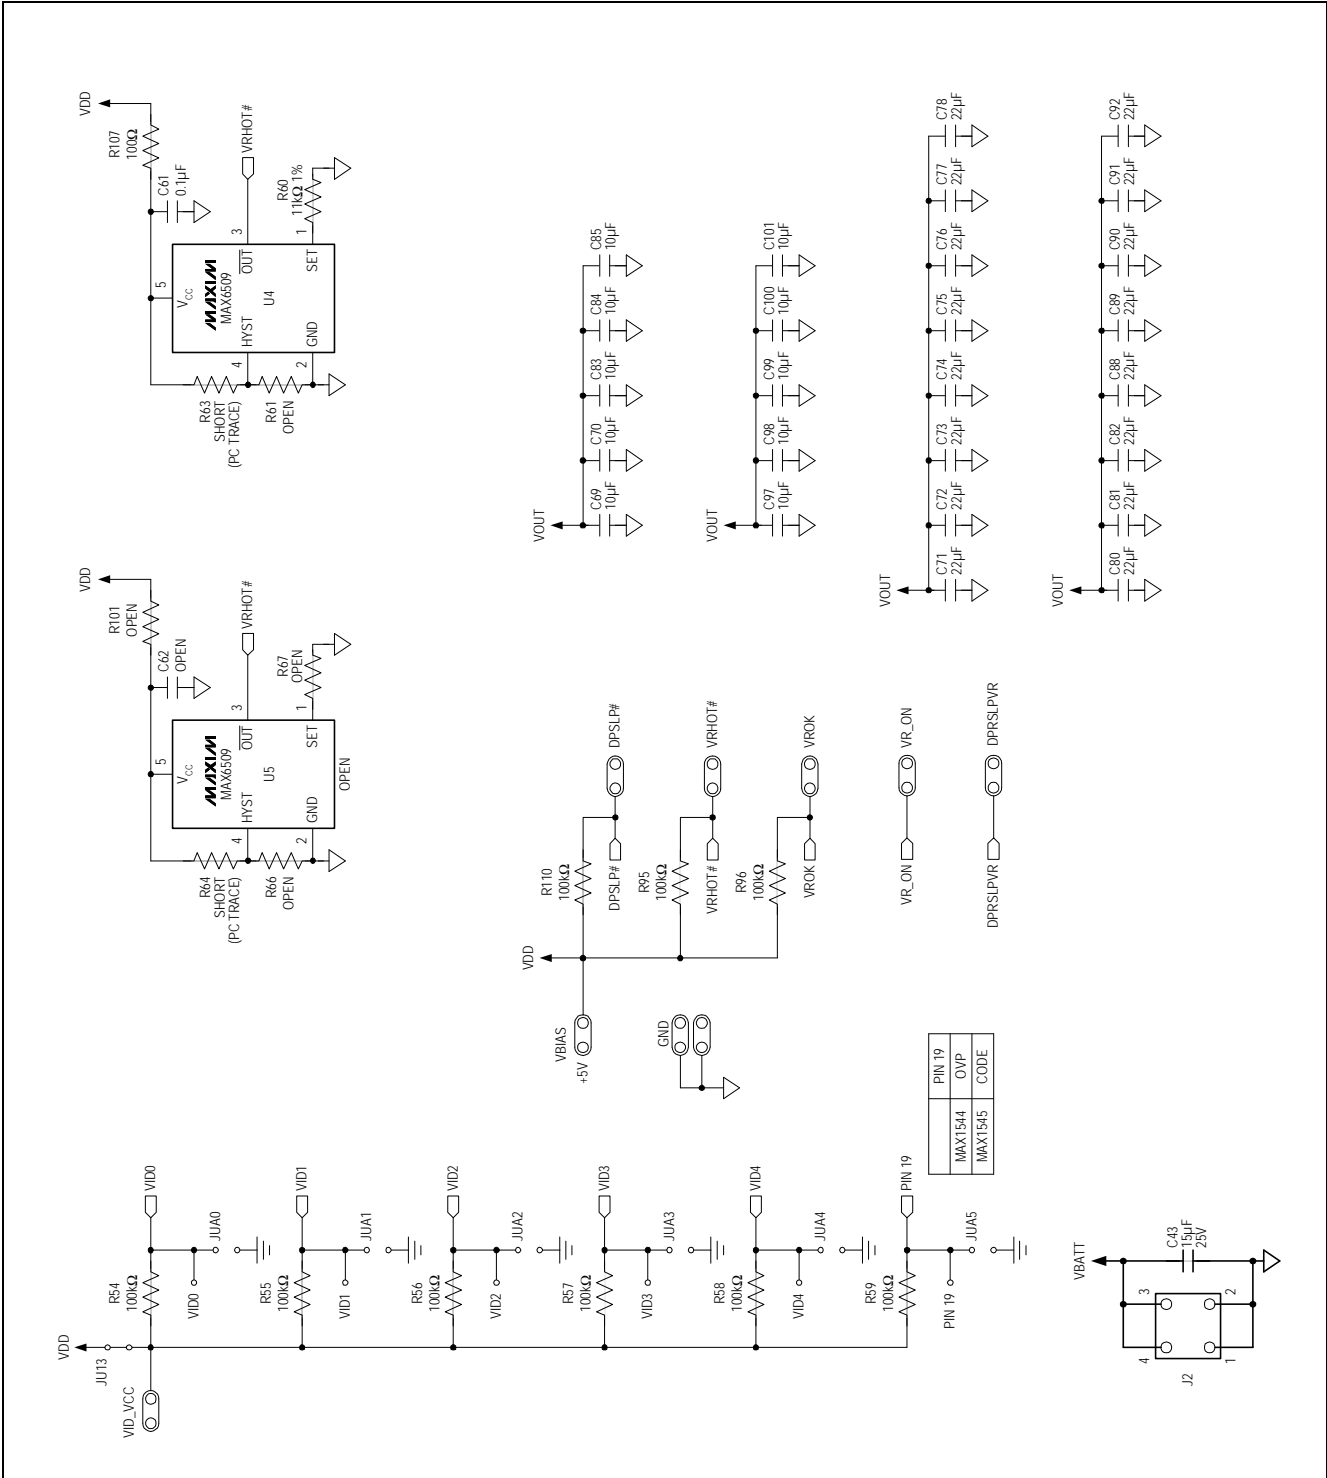 VDD
R107
100Ω
C61
0.1µF
VRHOT#
R60
11kΩ 1%
5
VCC
3
OUT
1
SET
MAXIM
MAX6509
U4
HYST
GND
4
2
R63
SHORT
(PC TRACE)
R61
OPEN
VDD
R101
OPEN
C62
OPEN
VRHOT#
R67
OPEN
5
VCC
3
OUT
1
SET
MAXIM
MAX6509
U5
HYST
GND
OPEN
4
2
R64
SHORT
(PC TRACE)
R66
OPEN
VOUT
C69
10µF
C70
10µF
C83
10µF
C84
10µF
C85
10µF
VOUT
C97
10µF
C98
10µF
C99
10µF
C100
10µF
C101
10µF
VOUT
C71
22µF
C72
22µF
C73
22µF
C74
22µF
C75
22µF
C76
22µF
C77
22µF
C78
22µF
VOUT
C80
22µF
C81
22µF
C82
22µF
C88
22µF
C89
22µF
C90
22µF
C91
22µF
C92
22µF
VDD
VBIAS
+5V
GND
R110
100kΩ
DPSLP#
DPSLP#
R95
100kΩ
VRHOT#
VRHOT#
R96
100kΩ
VROK
VROK
VR_ON
VR_ON
DPRSLPVR
DPRSLPVR
VDD
JU13
VID_VCC
R54
100kΩ
VID0
VID0
JUA0
R55
100kΩ
VID1
VID1
JUA1
R56
100kΩ
VID2
VID2
JUA2
R57
100kΩ
VID3
VID3
JUA3
R58
100kΩ
VID4
VID4
JUA4
R59
100kΩ
PIN 19
PIN 19
JUA5
PIN 19
MAX1544 OVP
MAX1545 CODE
VBATT
C43
15µF
25V
3
2
4
1
J2